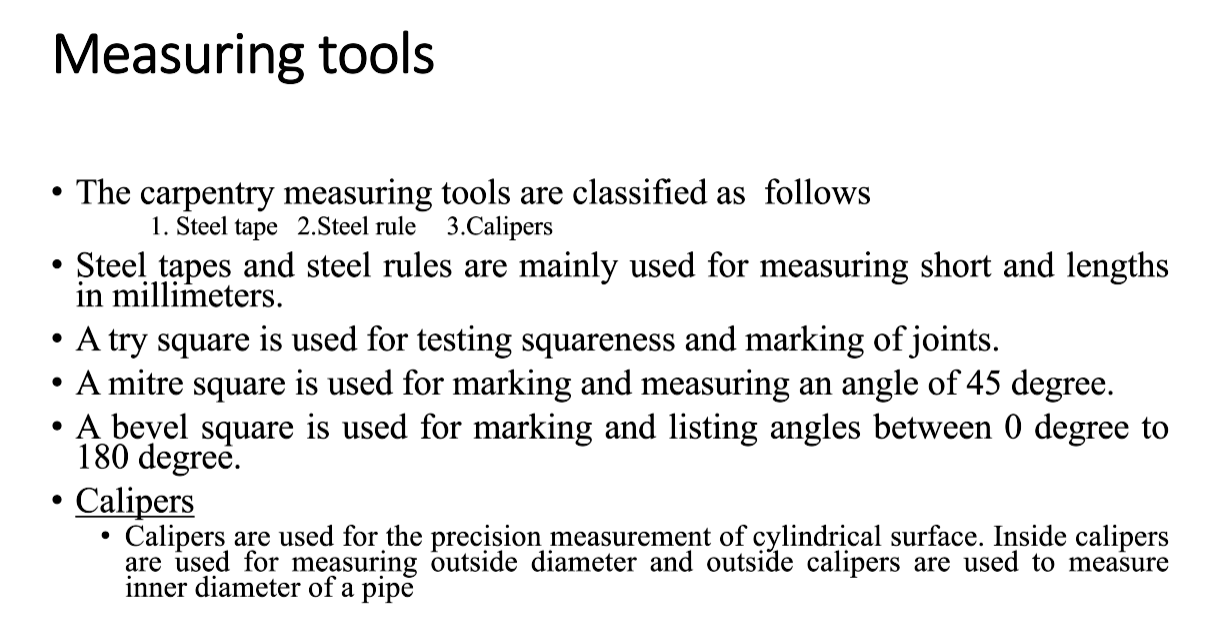 Measuring tools
• The carpentry measuring tools are classified as follows
1. Steel tape 2.Steel rule 3.Calipers
• Steel tapes and steel rules are mainly used for measuring short and lengths
in millimeters.
• A try square is used for testing squareness and marking of joints.
• A mitre square is used for marking and measuring an angle of 45 degree.
• A bevel square is used for marking and listing angles between 0 degree to
180 degree.
• Calipers
• Calipers are used for the precision measurement of cylindrical surface. Inside calipers
are used for measuring outside diameter and outside calipers are used to measure
inner diameter of a pipe